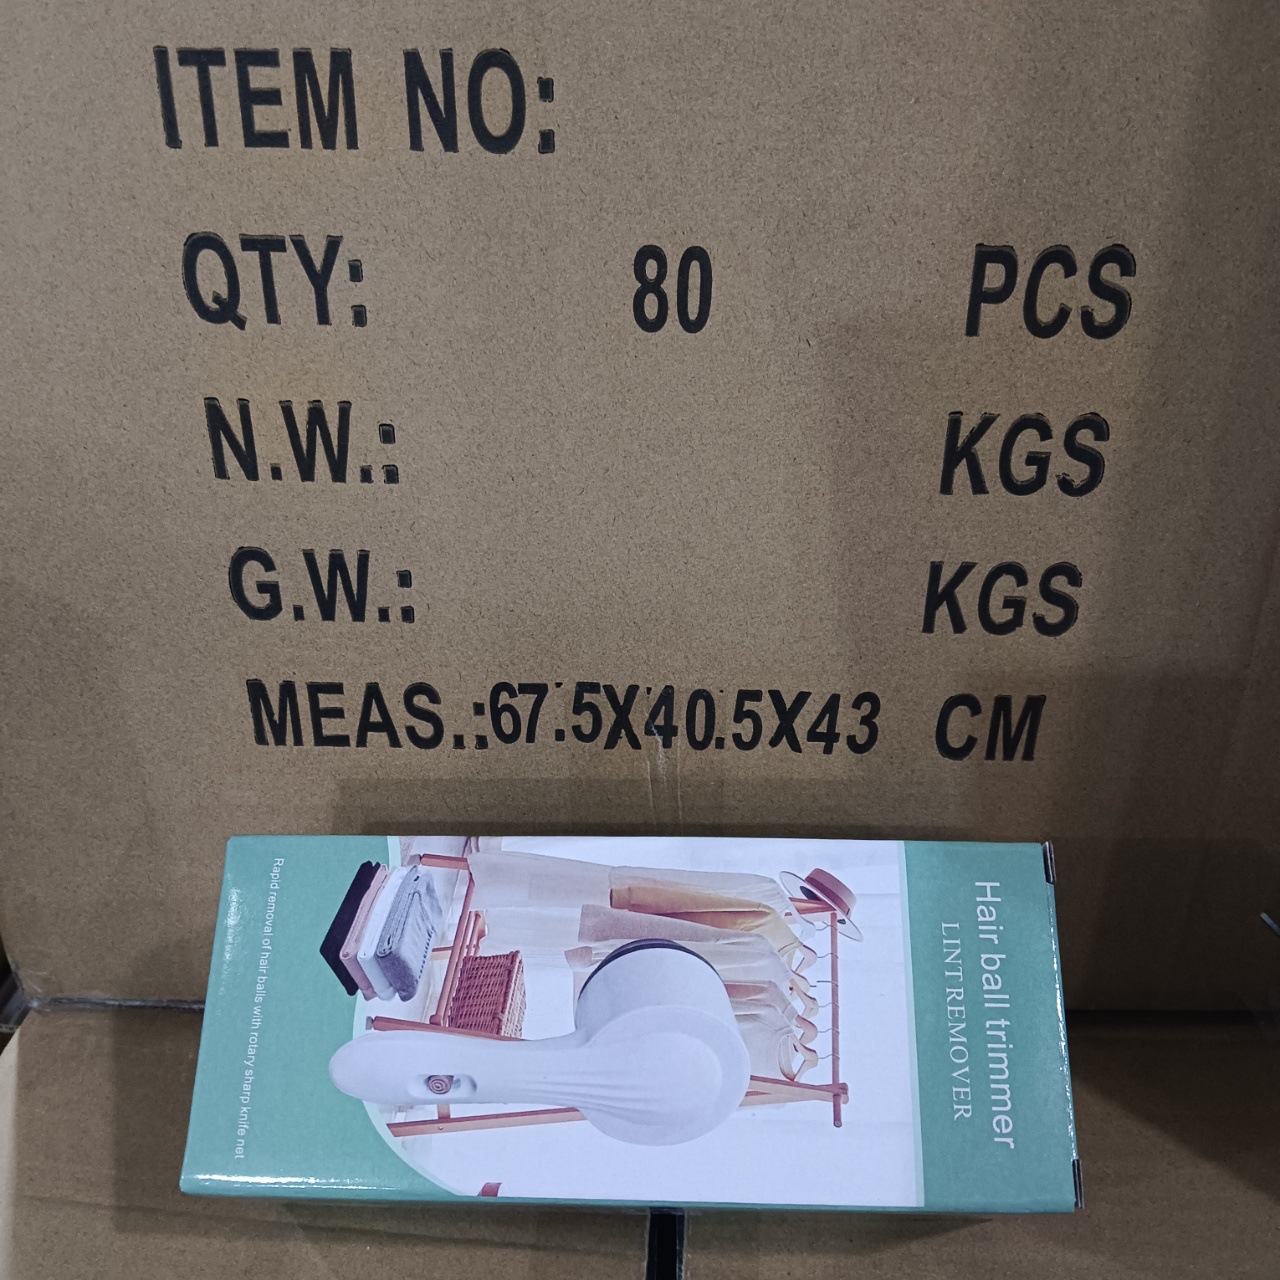 ITEM NO:
QTY: 80 PCS
N.W.: KGS
G.W.: KGS
MEAS.:67.5X40.5X43 CM
Hair ball trimmer
LINT REMOVER
Rapid removal of hair balls with rotary sharp knife net